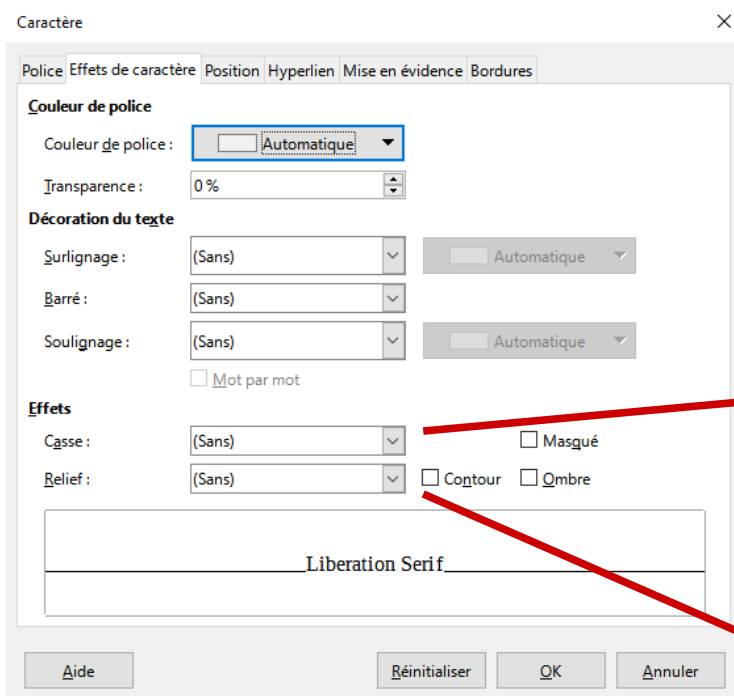 Caractère
Police Effets de caractère Position Hyperlien Mise en évidence Bordures
Couleur de police
Couleur de police : Automatique
Transparence : 0 %
Décoration du texte
Surlignage : (Sans) Automatique
Barré : (Sans)
Soulignage : (Sans) Automatique
Mot par mot
Effets
Casse : (Sans) Masqué
Relief : (Sans) Contour Ombre
Liberation Serif
Aide Réinitialiser OK Annuler